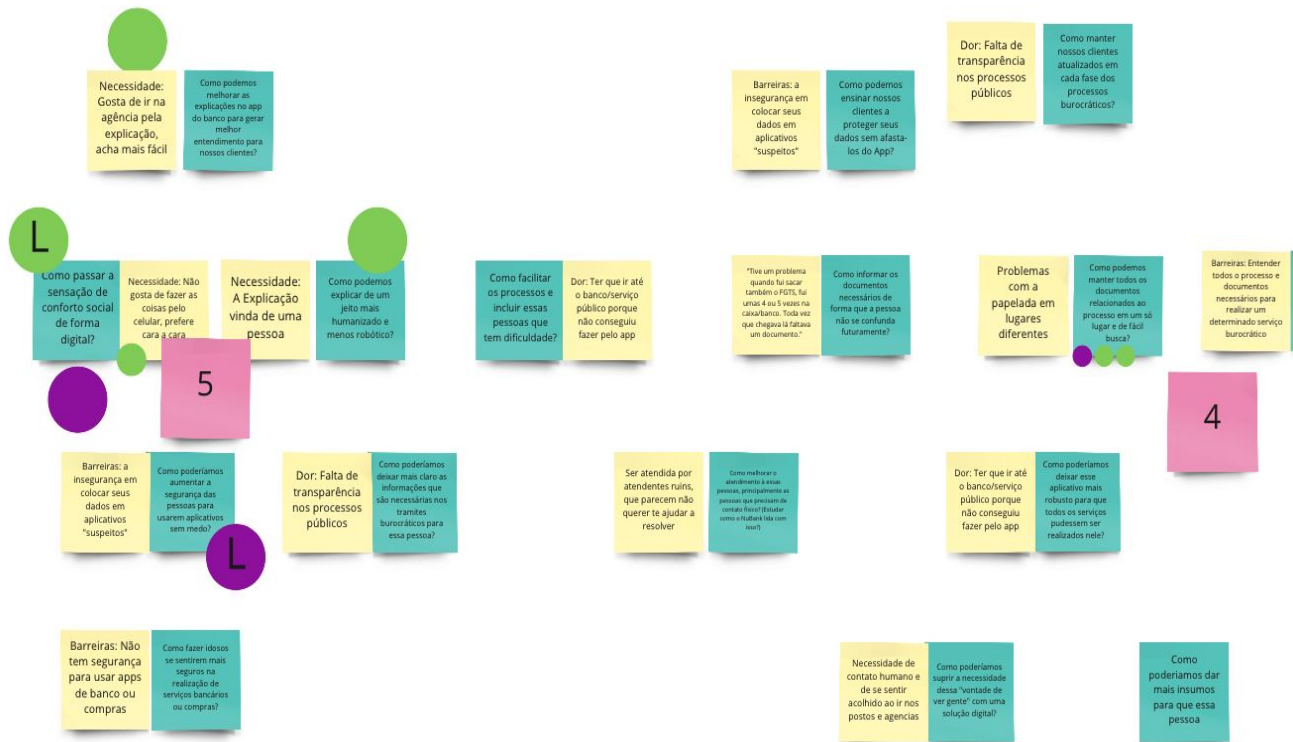 Necessidade:
Gosta de ir na
agência pela
explicação,
acha mais fácil
Como podemos
melhorar as
explicações no app
do banco para gerar
melhor
entendimento para
nossos clientes?
Barreiras: a
insegurança em
colocar seus
dados em
aplicativos
"suspeitos"
Como podemos
ensinar nossos
clientes a
proteger seus
dados sem afasta-
los do App?
Dor: Falta de
transparência
nos processos
públicos
Como manter
nossos clientes
atualizados em
cada fase dos
processos
burocráticos?
L
Como passar a
sensação de
conforto social
de forma
digital?
Necessidade: Não
gosta de fazer as
coisas pelo
celular, prefere
cara a cara
Necessidade:
A Explicação
vinda de uma
pessoa
Como podemos
explicar de um
jeito mais
humanizado e
menos robótico?
5
Como facilitar
os processos e
incluir essas
pessoas que
tem dificuldade?
Dor: Ter que ir até
o banco/serviço
público porque
não conseguiu
fazer pelo app
"Tive um problema
quando fui sacar
também o FGTS, fui
umas 4 ou 5 vezes na
caixa/banco. Toda vez
que chegava lá faltava
um documento."
Como informar os
documentos
necessários de
forma que a pessoa
não se confunda
futuramente?
Problemas
com a
papelada em
lugares
diferentes
Como podemos
manter todos os
documentos
relacionados ao
processo em um só
lugar e de fácil
busca?
Barreiras: Entender
todo o processo e
documentos
necessários para
realizar um
determinado serviço
burocrático
4
Barreiras: a
insegurança em
colocar seus
dados em
aplicativos
"suspeitos"
Como poderíamos
aumentar a
segurança das
pessoas para
usarem aplicativos
sem medo?
L
Dor: Falta de
transparência
nos processos
públicos
Como poderíamos
deixar mais claro as
informações que
são necessárias nos
tramites
burocráticos para
essa pessoa?
Ser atendida por
atendentes ruins,
que parecem não
querer te ajudar a
resolver
Como melhorar o
atendimento à essas
pessoas, principalmente as
pessoas que precisam de
contato físico? (Estudar
como o NuBank lida com
isso?)
Dor: Ter que ir até
o banco/serviço
público porque
não conseguiu
fazer pelo app
Como poderíamos
deixar esse
aplicativo mais
robusto para que
todos os serviços
pudessem ser
realizados nele?
Barreiras: Não
tem segurança
para usar apps
de banco ou
compras
Como fazer idosos
se sentirem mais
seguros na
realização de
serviços bancários
ou compras?
Necessidade de
contato humano e
de se sentir
acolhido ao ir nos
postos e agencias
Como poderíamos
suprir a necessidade
dessa "vontade de
ver gente" com uma
solução digital?
Como
poderiamos dar
mais insumos
para que essa
pessoa